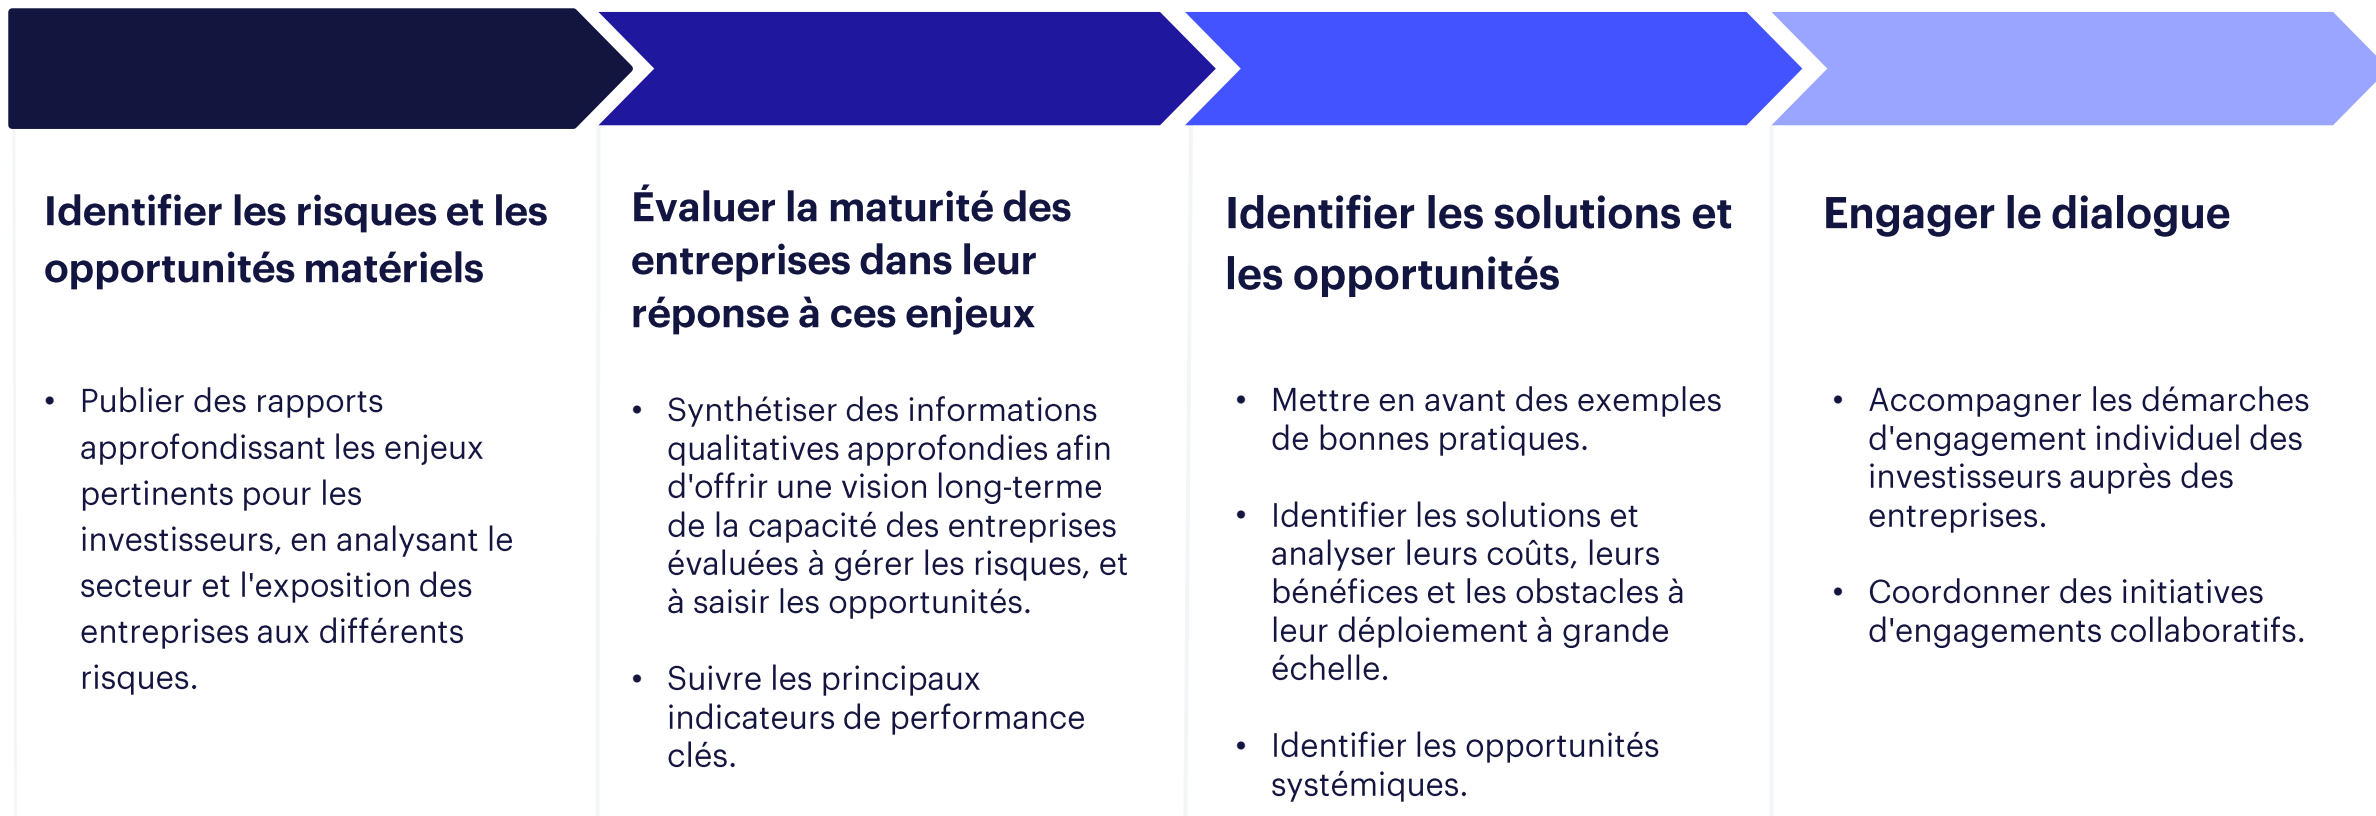 Identifier les risques et les
opportunités matériels
• Publier des rapports
approfondissant les enjeux
pertinents pour les
investisseurs, en analysant le
secteur et l'exposition des
entreprises aux différents
risques.
Évaluer la maturité des
entreprises dans leur
réponse à ces enjeux
• Synthétiser des informations
qualitatives approfondies afin
d'offrir une vision long-terme
de la capacité des entreprises
évaluées à gérer les risques, et
à saisir les opportunités.
• Suivre les principaux
indicateurs de performance
clés.
Identifier les solutions et
les opportunités
• Mettre en avant des exemples
de bonnes pratiques.
• Identifier les solutions et
analyser leurs coûts, leurs
bénéfices et les obstacles à
leur déploiement à grande
échelle.
• Identifier les opportunités
systémiques.
Engager le dialogue
• Accompagner les démarches
d'engagement individuel des
investisseurs auprès des
entreprises.
• Coordonner des initiatives
d'engagements collaboratifs.